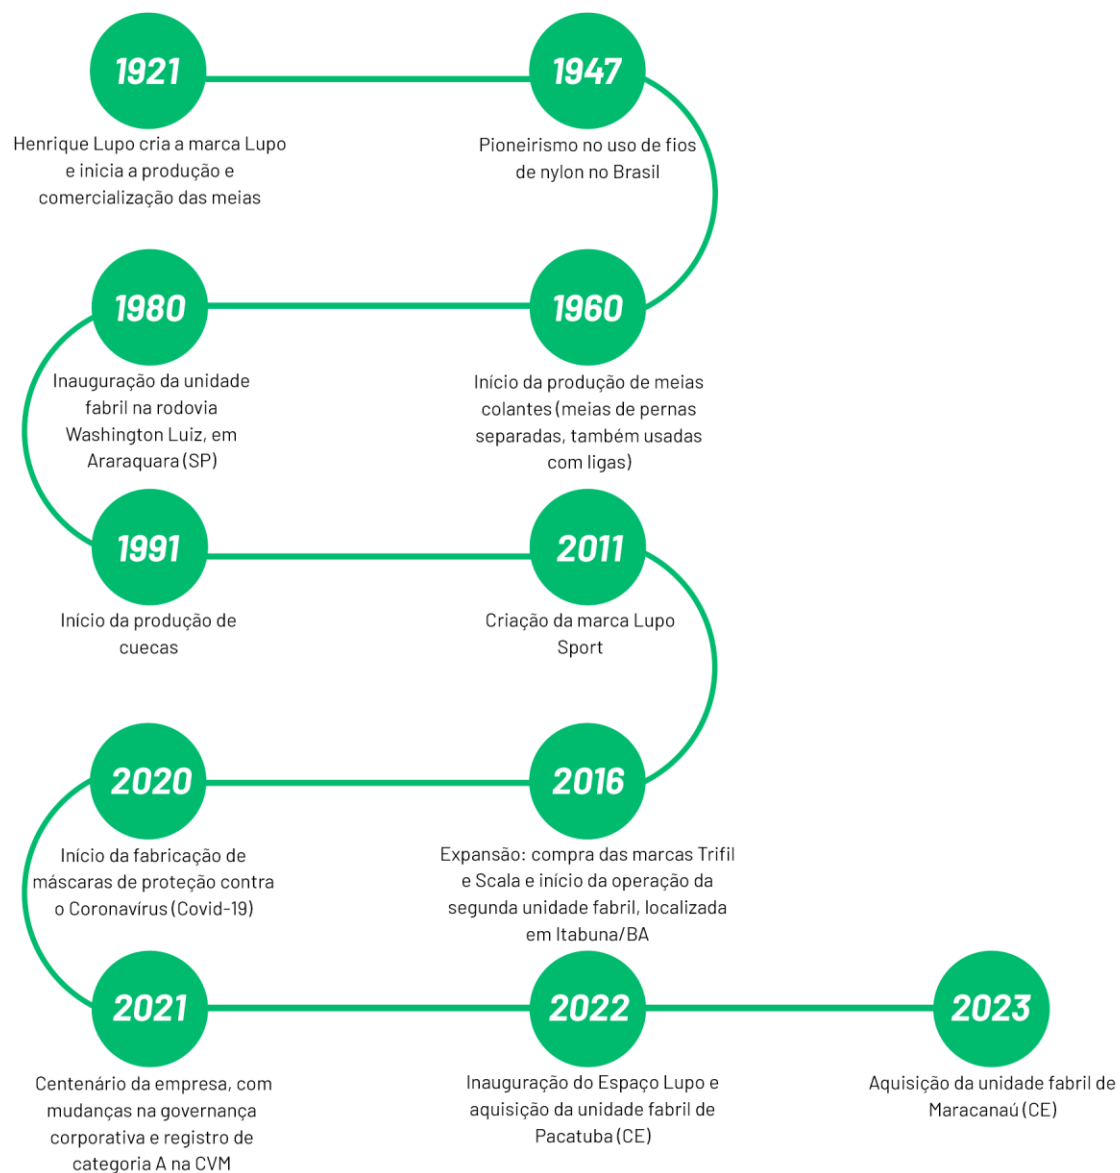 1921
Henrique Lupo cria a marca Lupo
e inicia a produção e
comercialização das meias
1947
Pioneirismo no uso de fios
de nylon no Brasil
1960
Início da produção de meias
colantes (meias de pernas
separadas, também usadas
com ligas)
1980
Inauguração da unidade
fabril na rodovia
Washington Luiz, em
Araraquara (SP)
1991
Início da produção de
cuecas
2011
Criação da marca Lupo
Sport
2016
Expansão: compra das marcas Trifil
e Scala e início da operação da
segunda unidade fabril, localizada
em Itabuna/BA
2020
Início da fabricação de
máscaras de proteção contra
o Coronavírus (Covid-19)
2021
Centenário da empresa, com
mudanças na governança
corporativa e registro de
categoria A na CVM
2022
Inauguração do Espaço Lupo e
aquisição da unidade fabril de
Pacatuba (CE)
2023
Aquisição da unidade fabril de
Maracanaú (CE)